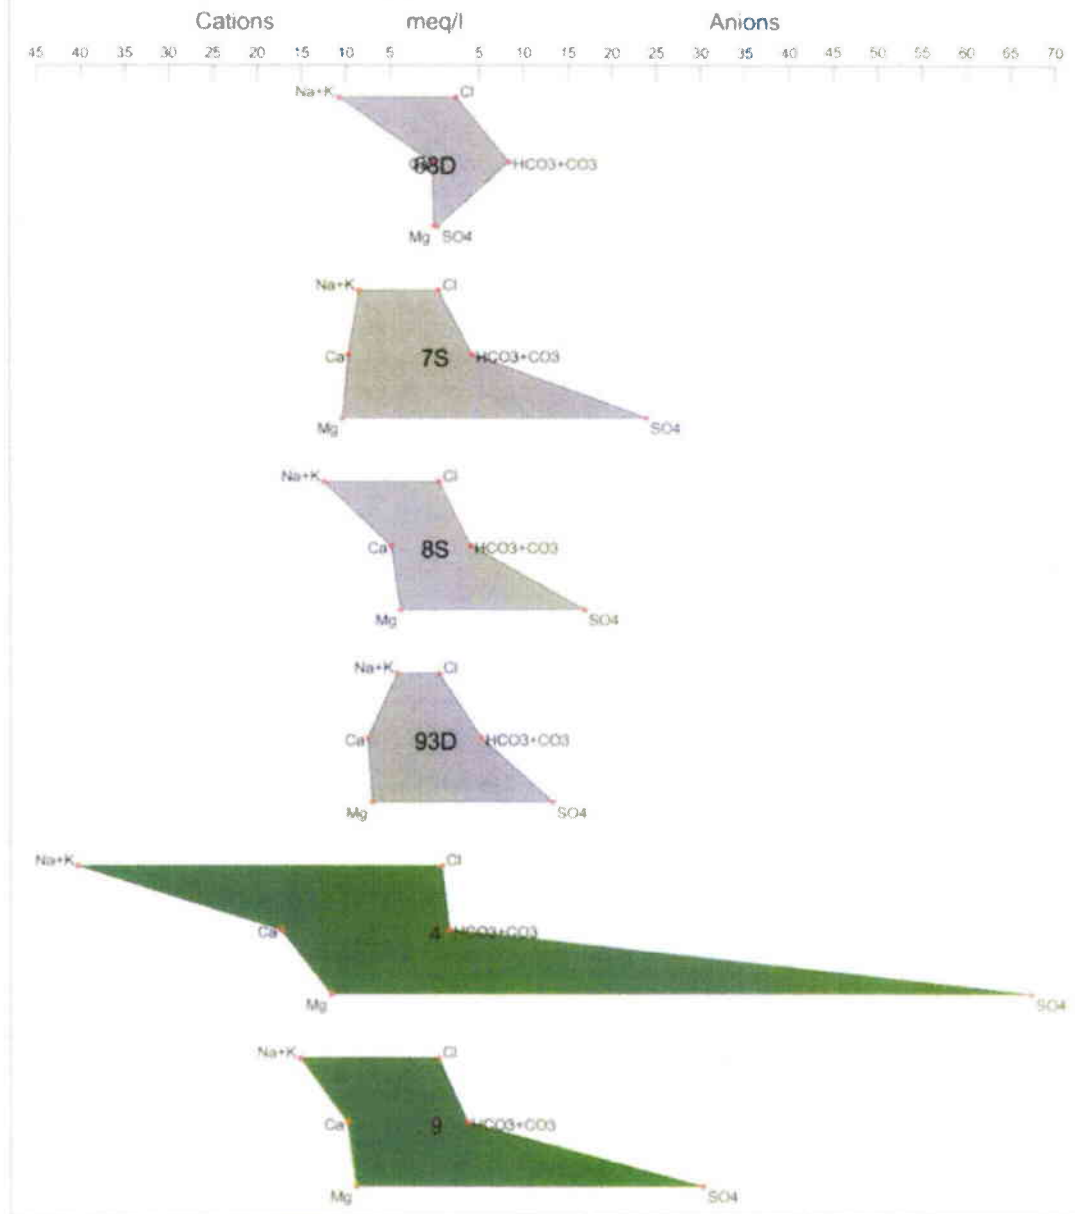 Cations meq/l Anions
45 40 35 30 25 20 15 10 5 5 10 15 20 25 30 35 40 45 50 55 60 65 70
Na+K Cl
68D HCO3+CO3
Mg SO4
Na+K Cl
Ca 7S HCO3+CO3
Mg SO4
Na+K Cl
Ca 8S HCO3+CO3
Mg SO4
Na+K Cl
Ca 93D HCO3+CO3
Mg SO4
Na+K Cl
Ca 4 HCO3+CO3
Mg SO4
Na+K Cl
Ca 9 HCO3+CO3
Mg SO4